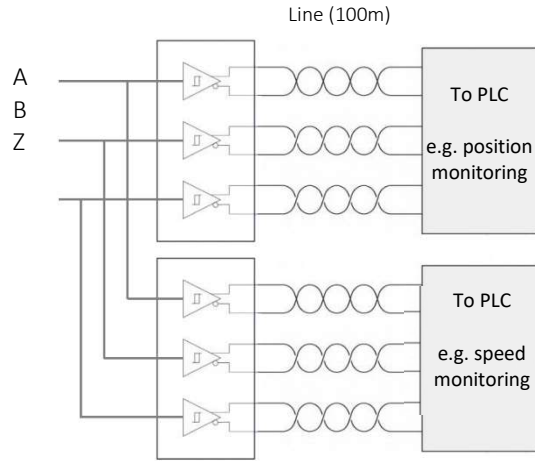 Line (100m)
A
B
Z
To PLC
e.g. position
monitoring
To PLC
e.g. speed
monitoring